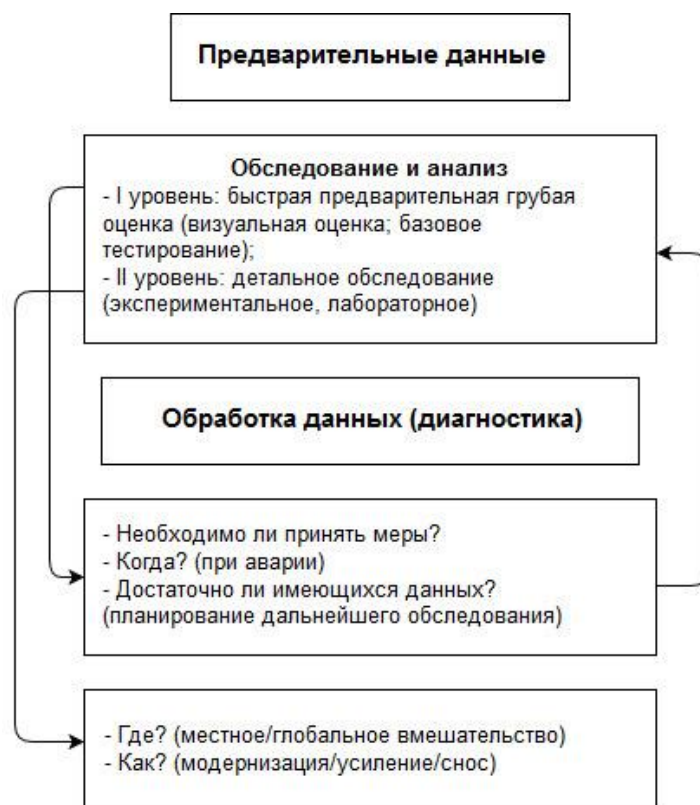 Предварительные данные
Обследование и анализ
- I уровень: быстрая предварительная грубая
оценка (визуальная оценка; базовое
тестирование);
- II уровень: детальное обследование
(экспериментальное, лабораторное)
Обработка данных (диагностика)
- Необходимо ли принять меры?
- Когда? (при аварии)
- Достаточно ли имеющихся данных?
(планирование дальнейшего обследования)
- Где? (местное/глобальное вмешательство)
- Как? (модернизация/усиление/снос)